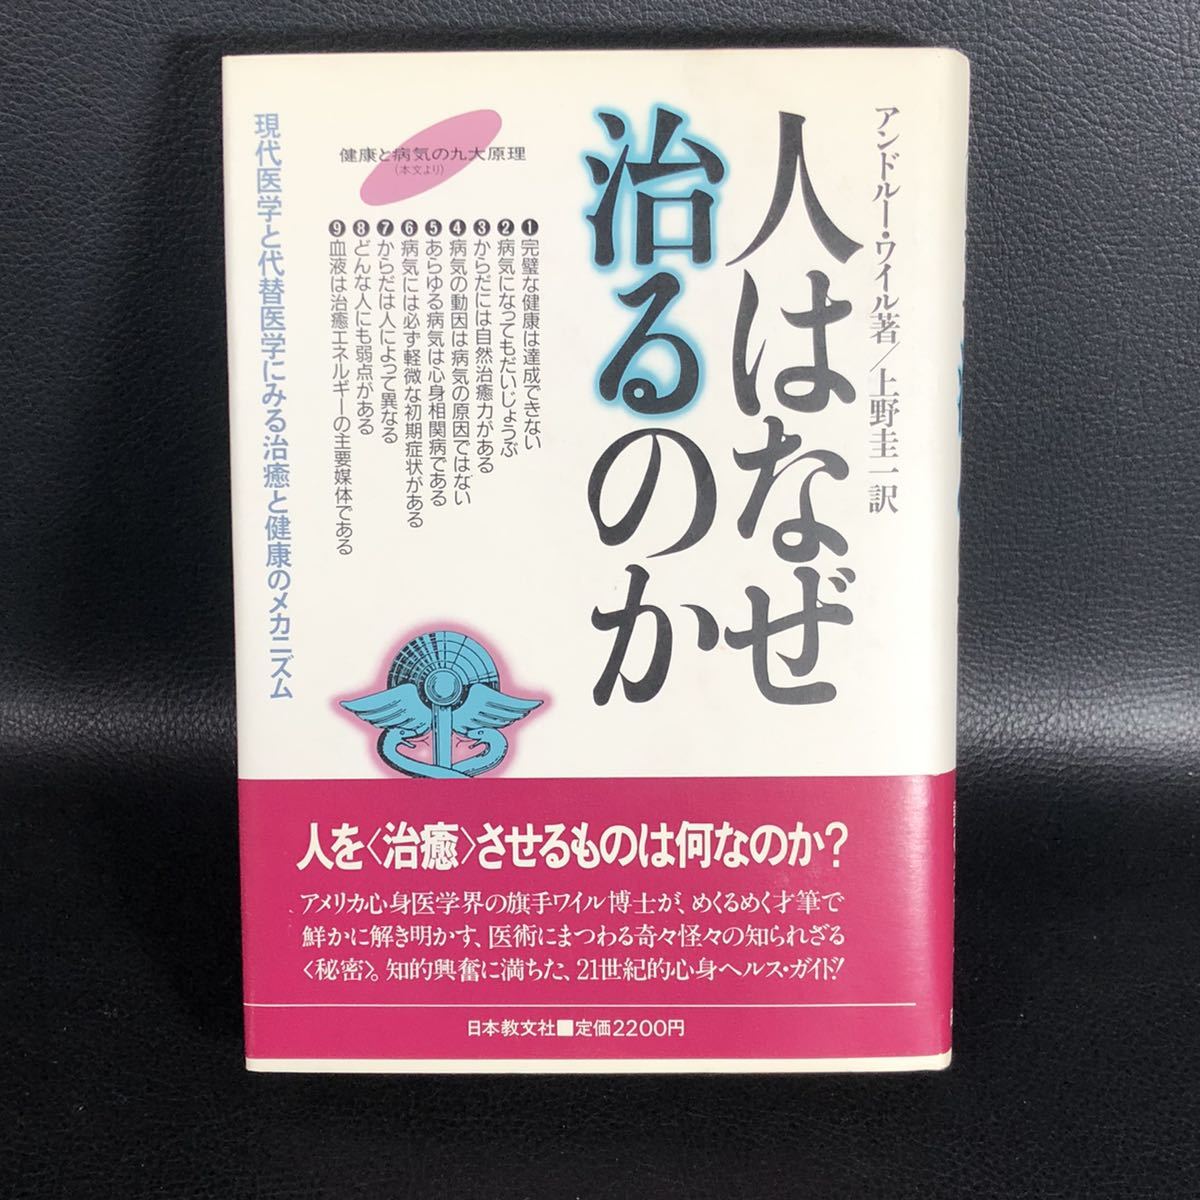 アンドルー・ワイル著／上野圭一訳
人はなぜ
治るのか
健康と病気の九大原理
(本文より)
❶完璧な健康は達成できない
❷病気になってもだいじょうぶ
❸からだには自然治癒力がある
❹病気の動因は病気の原因ではない
❺あらゆる病気は心身相関病である
❻病気には必ず軽微な初期症状がある
❼からだは人によって異なる
❽どんな人にも弱点がある
❾血液は治癒エネルギーの主要媒体である
現代医学と代替医学にみる治癒と健康のメカニズム
人を〈治癒〉させるものは何なのか?
アメリカ心身医学界の旗手ワイル博士が、めくるめく才筆で
鮮かに解き明かす、医術にまつわる奇々怪々の知られざる
〈秘密〉。知的興奮に満ちた、21世紀的心身ヘルス・ガイド!
日本教文社■定価2200円